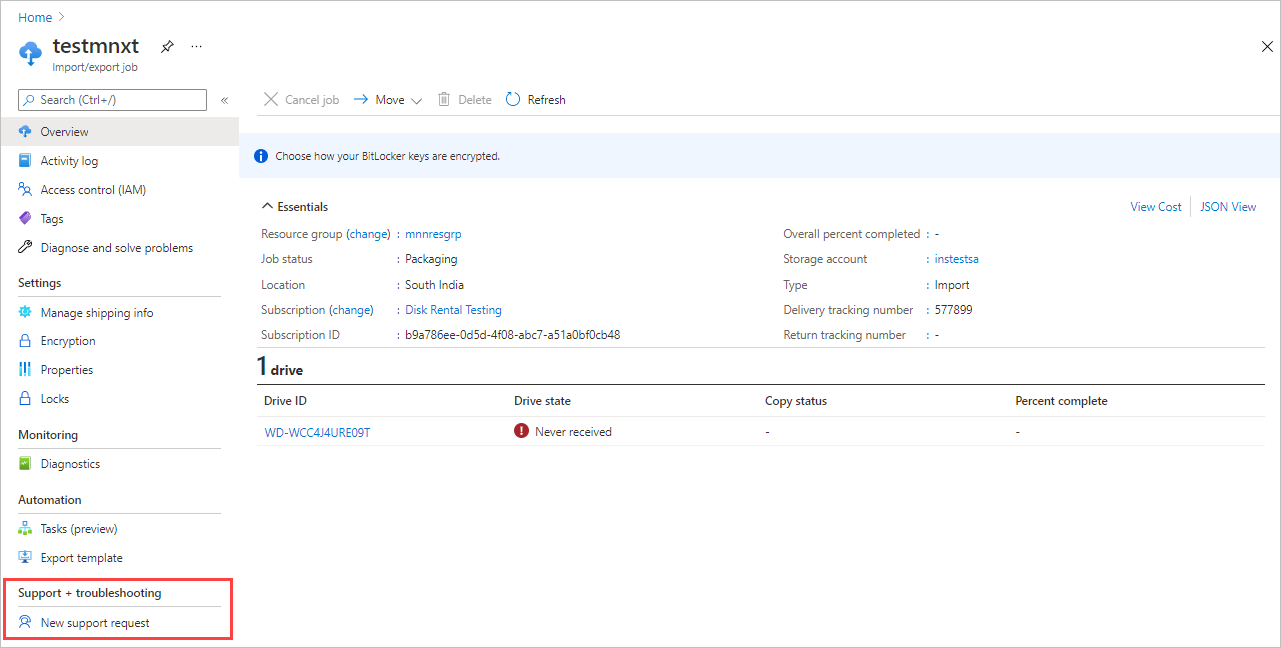 Home
testmnxt
Import/export job
Search (Ctrl+/)
Cancel job Move Delete Refresh
Overview
Activity log
Access control (IAM)
Tags
Diagnose and solve problems
Settings
Manage shipping info
Encryption
Properties
Locks
Monitoring
Diagnostics
Automation
Tasks (preview)
Export template
Support + troubleshooting
New support request
Choose how your BitLocker keys are encrypted.
Essentials
View Cost JSON View
Resource group (change) : mnnresgrp
Job status : Packaging
Location : South India
Subscription (change) : Disk Rental Testing
Subscription ID : b9a786ee-0d5d-4f08-abc7-a51a0bf0cb48
Overall percent completed : -
Storage account : instestsa
Type : Import
Delivery tracking number : 577899
Return tracking number : -
1 drive
Drive ID Drive state Copy status Percent complete
WD-WCC4J4URE09T Never received - -